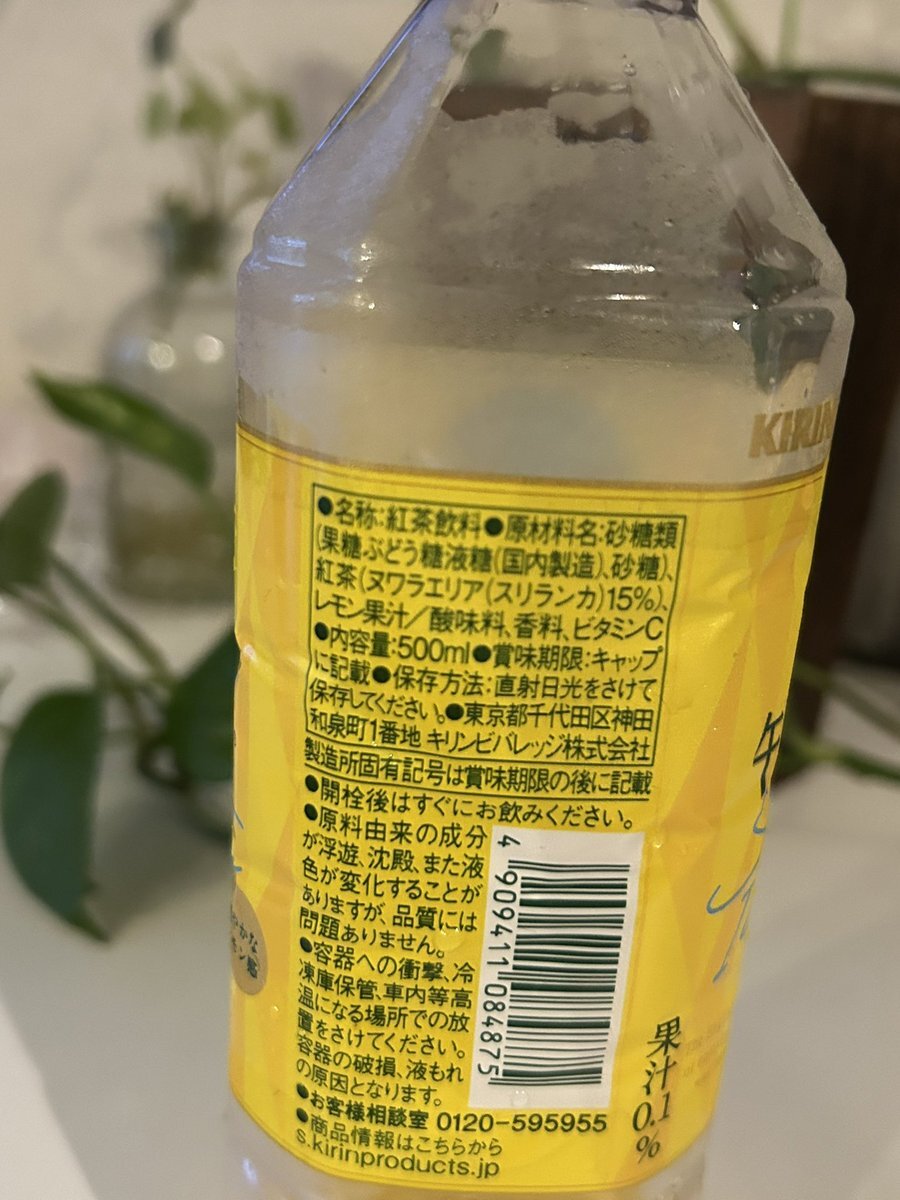 KIRIN
●名称:紅茶飲料●原材料名:砂糖類
(果糖ぶどう糖液糖(国内製造)、砂糖)、
紅茶(ヌワラエリア(スリランカ)15%)、
レモン果汁/酸味料、香料、ビタミンC
●内容量:500ml●賞味期限:キャップ
に記載●保存方法:直射日光をさけて
保存してください。●東京都千代田区神田
和泉町1番地 キリンビバレッジ株式会社
製造所固有記号は賞味期限の後に記載
●開栓後はすぐにお飲みください。
●原料由来の成分
が浮遊、沈殿、また液
色が変化することが
ありますが、品質には
問題ありません。
●容器への衝撃、冷
凍庫保管、車内等高
温になる場所での放
置をさけてください。
容器の破損、液もれ
の原因となります。
4 909411 084875
●お客様相談室 0120-595955
●商品情報はこちらから
s.kirinproducts.jp
果汁0.1%